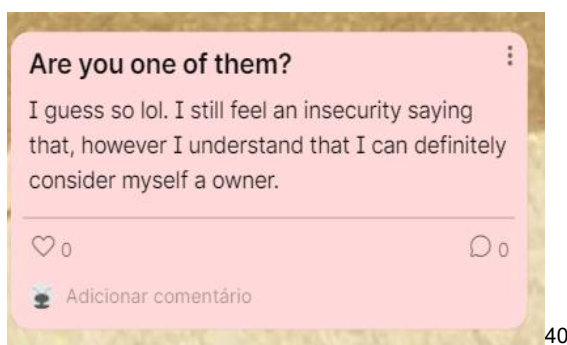 Are you one of them?
I guess so lol. I still feel an insecurity saying
that, however I understand that I can definitely
consider myself a owner.
0
0
Adicionar comentário
40